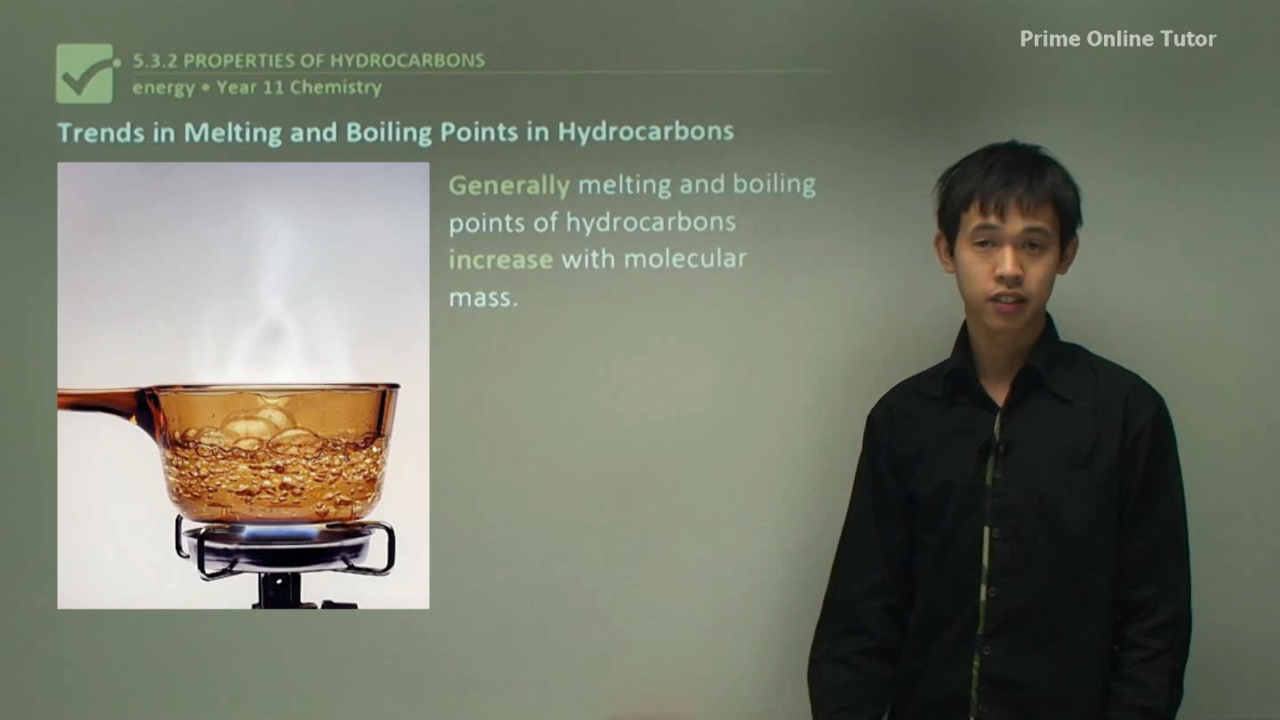 Prime Online Tutor
5.3.2 PROPERTIES OF HYDROCARBONS
energy • Year 11 Chemistry
Trends in Melting and Boiling Points in Hydrocarbons
Generally melting and boiling
points of hydrocarbons
increase with molecular
mass.